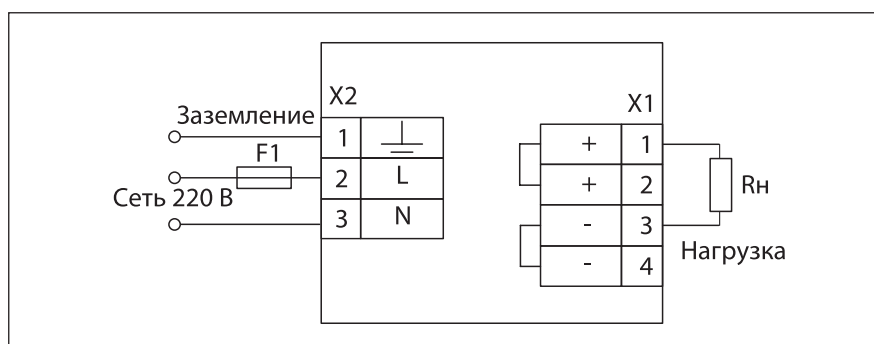 X2
X1
Заземление
1
F1
2 L
Сеть 220 В
3 N
+ 1
+ 2
- 3
- 4
Rн
Нагрузка